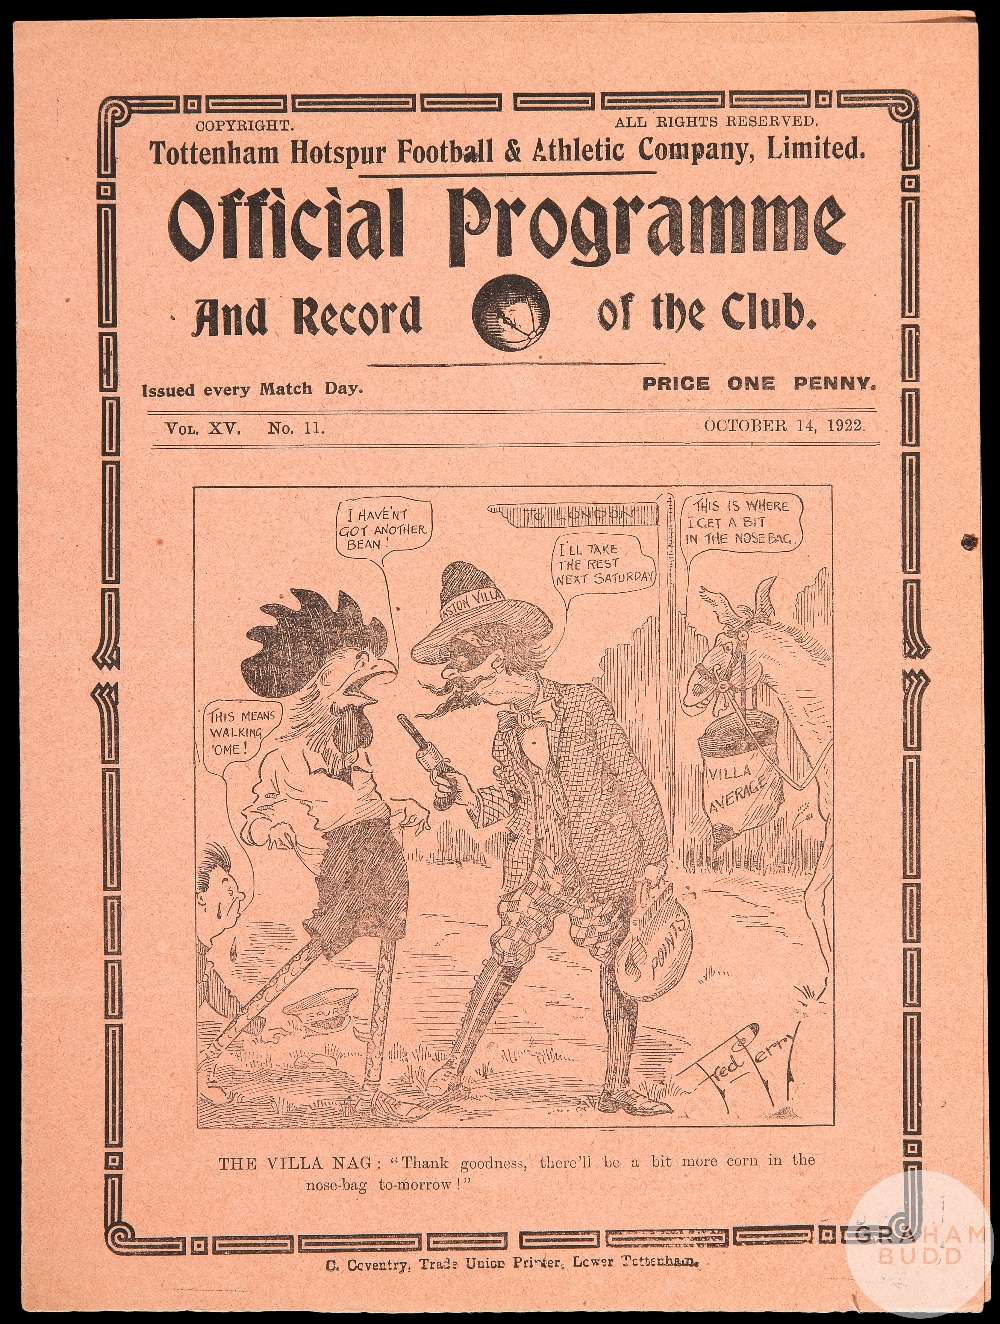 COPYRIGHT.
ALL RIGHTS RESERVED.
Tottenham Hotspur Football & Athletic Company, Limited.
Official Programme
And Record of the Club.
Issued every Match Day.
PRICE ONE PENNY.
VOL. XV. No. 11.
OCTOBER 14, 1922.
I HAVE'NT
GOT ANOTHER
BEAN!
TO LONDON
I'LL TAKE
THE REST
NEXT SATURDAY
THIS IS WHERE
I GET A BIT
IN THE NOSEBAG.
ASTON VILLA
THIS MEANS
WALKING
'OME!
VILLA
AVERAGE
POINTS
SPURS
Fred Perry
THE VILLA NAG: "Thank goodness, there'll be a bit more corn in the
nose-bag to-morrow!"
C. Coventry, Trade Union Printer, Lower Tottenham.
GRAHAM
BUDD